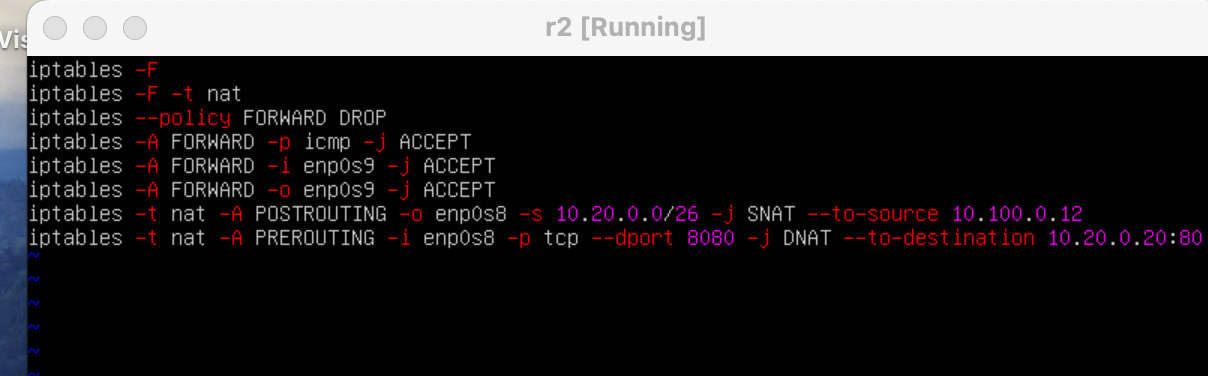 Vis
r2 [Running]
iptables -F
iptables -F -t nat
iptables --policy FORWARD DROP
iptables -A FORWARD -p icmp -j ACCEPT
iptables -A FORWARD -i enp0s9 -j ACCEPT
iptables -A FORWARD -o enp0s9 -j ACCEPT
iptables -t nat -A POSTROUTING -o enp0s8 -s 10.20.0.0/26 -j SNAT --to-source 10.100.0.12
iptables -t nat -A PREROUTING -i enp0s8 -p tcp --dport 8080 -j DNAT --to-destination 10.20.0.20:80
~
~
~
~
~
~